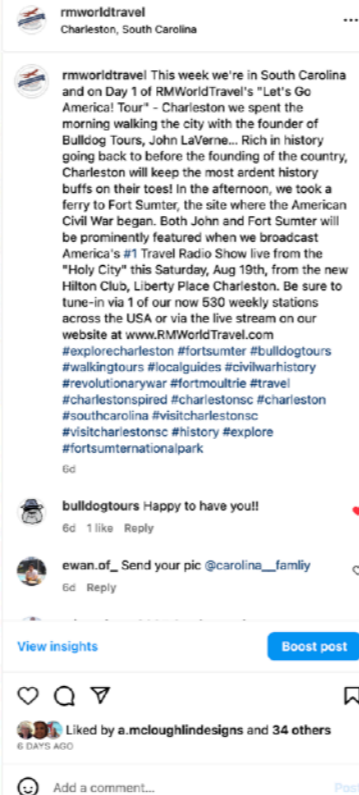 rmworldtravel
Charleston, South Carolina
rmworldtravel This week we're in South Carolina
and on Day 1 of RMWorldTravel's "Let's Go
America! Tour" - Charleston we spent the
morning walking the city with the founder of
Bulldog Tours, John LaVerne... Rich in history
going back to before the founding of the country,
Charleston will keep the most ardent history
buffs on their toes! In the afternoon, we took a
ferry to Fort Sumter, the site where the American
Civil War began. Both John and Fort Sumter will
be prominently featured when we broadcast
America's #1 Travel Radio Show live from the
"Holy City" this Saturday, Aug 19th, from the new
Hilton Club, Liberty Place Charleston. Be sure to
tune-in via 1 of our now 530 weekly stations
across the USA or via the live stream on our
website at www.RMWorldTravel.com
#explorecharleston #fortsumter #bulldogtours
#walkingtours #localguides #civilwarhistory
#revolutionarywar #fortmoultrie #travel
#charlestonspired #charlestonsc #charleston
#southcarolina #visitcharlestonsc
#visitcharlestonsc #history #explore
#fortsumternationalpark
6d
bulldogtours Happy to have you!!
6d 1 like Reply
ewan.of_ Send your pic @carolina__famliy
6d Reply
View insights
Boost post
Liked by a.mcloughlindesigns and 34 others
6 DAYS AGO
Add a comment...
Post